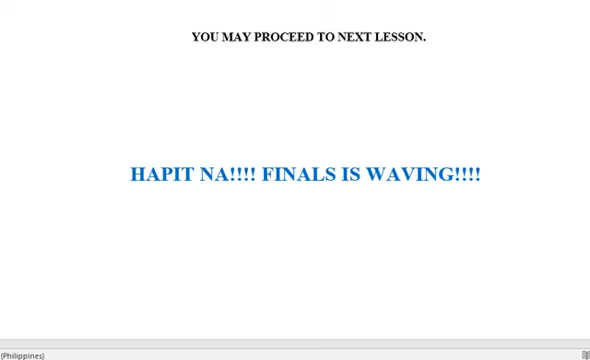 YOU MAY PROCEED TO NEXT LESSON.
HAPIT NA!!!! FINALS IS WAVING!!!!
(Philippines)